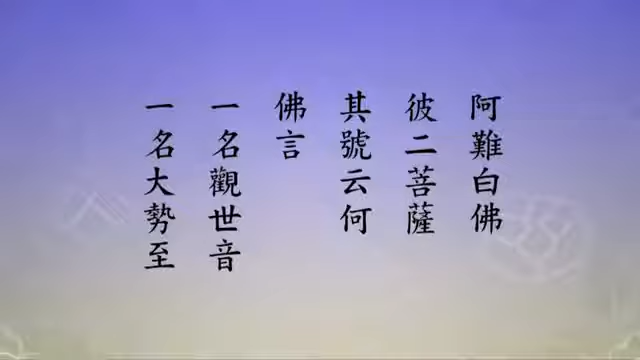 阿難白佛
彼二菩薩
其號云何
佛言
一名觀世音
一名大勢至